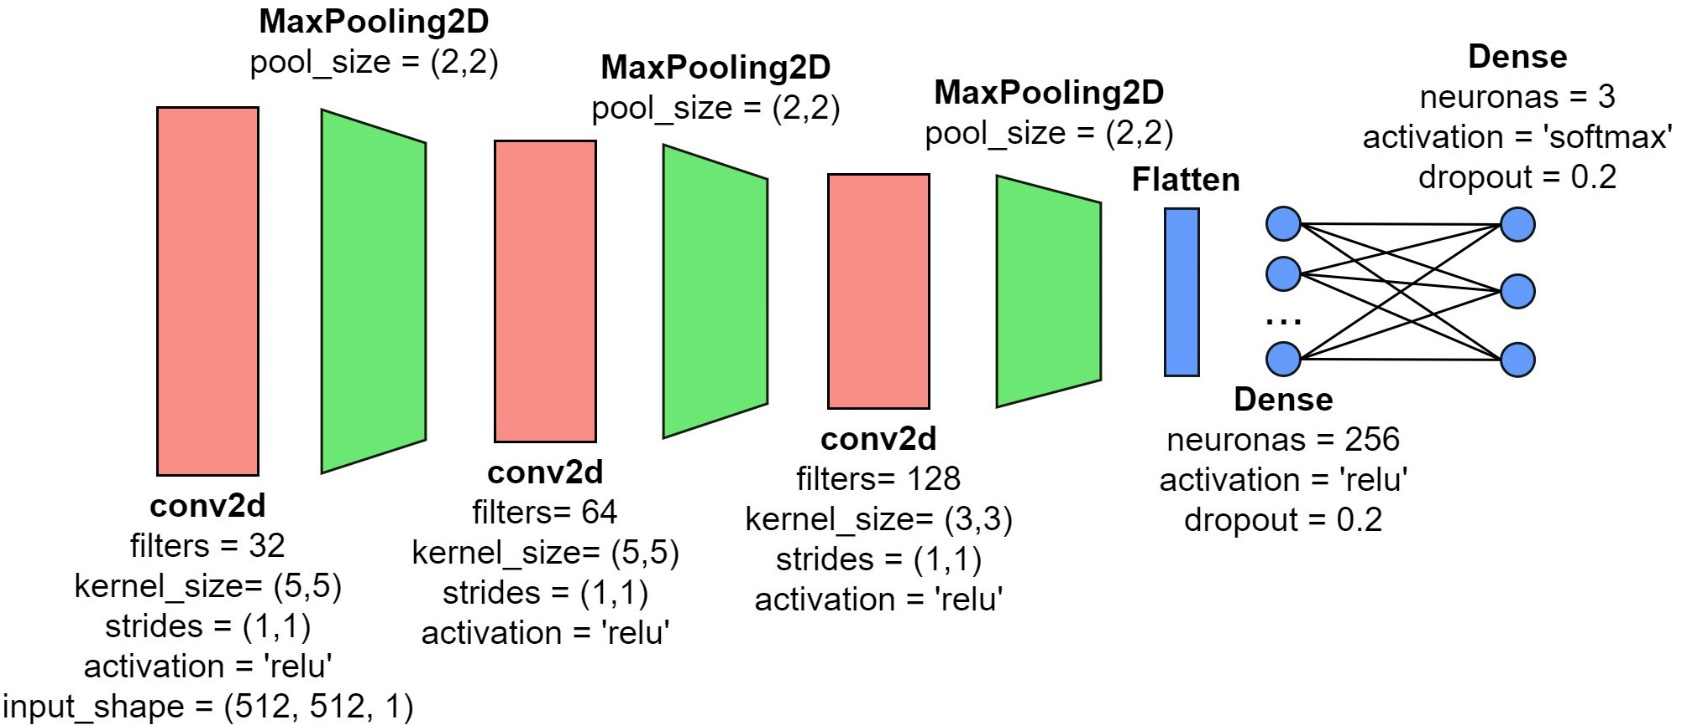 MaxPooling2D
pool_size = (2,2)
MaxPooling2D
pool_size = (2,2)
MaxPooling2D
pool_size = (2,2)
Dense
neuronas = 3
activation = 'softmax'
dropout = 0.2
Flatten
...
conv2d
filters = 32
kernel_size= (5,5)
strides = (1,1)
activation = 'relu'
input_shape = (512, 512, 1)
conv2d
filters= 64
kernel_size= (5,5)
strides = (1,1)
activation = 'relu'
conv2d
filters= 128
kernel_size= (3,3)
strides = (1,1)
activation = 'relu'
Dense
neuronas = 256
activation = 'relu'
dropout = 0.2